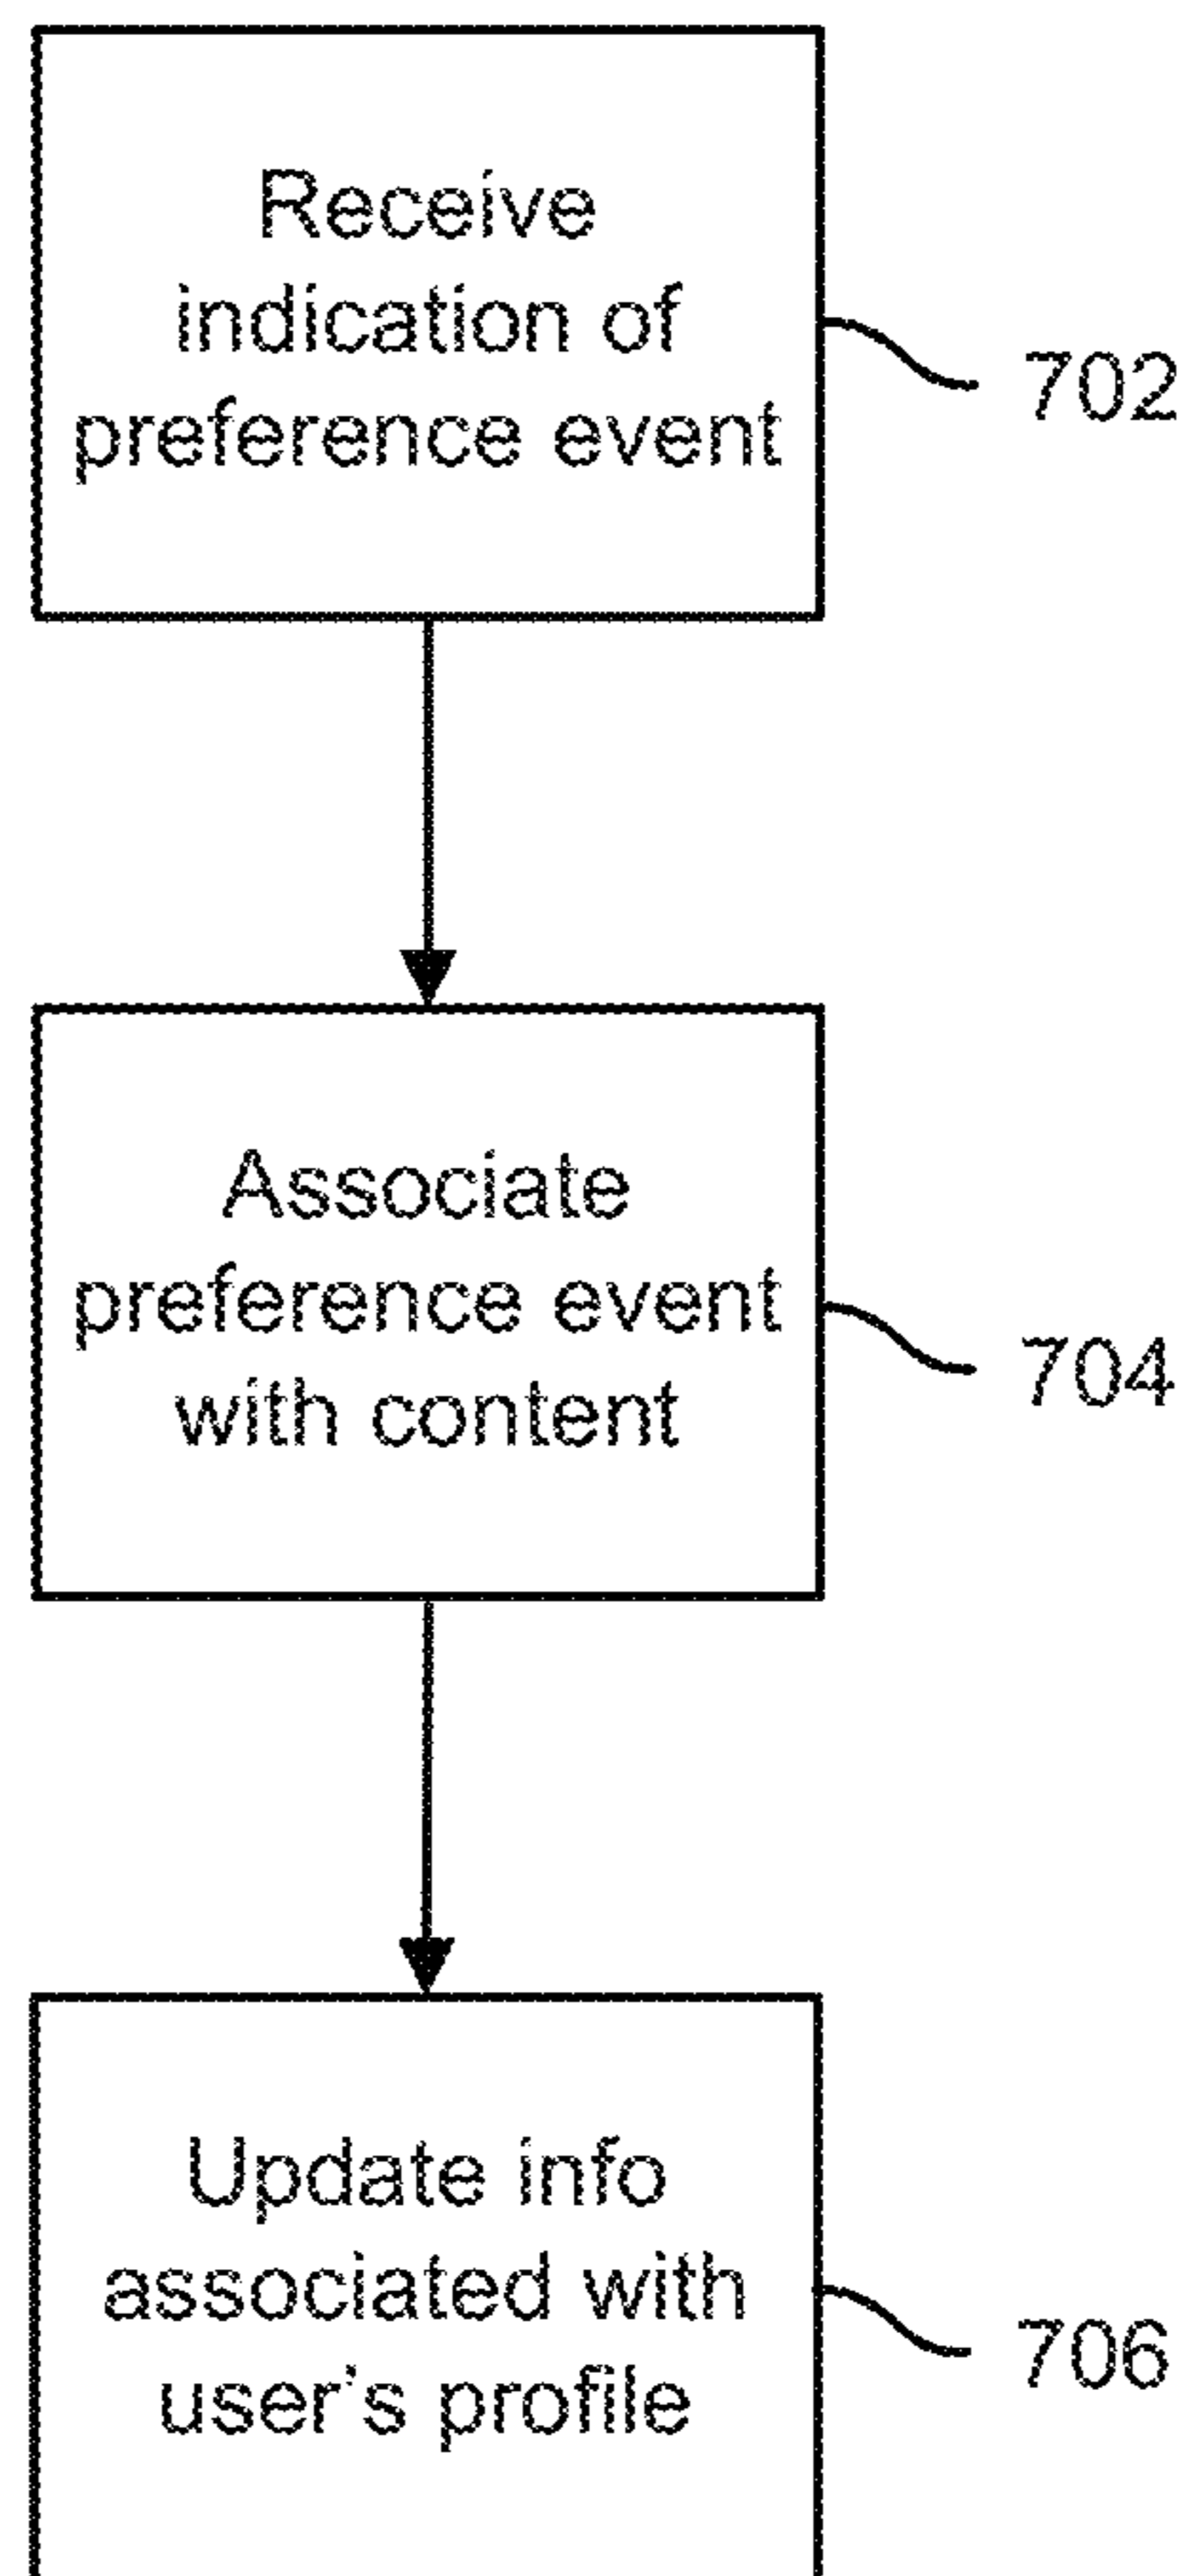 Receive
indication of
preference event
702
Associate
preference event
with content
704
Update info
associated with
user's profile
706